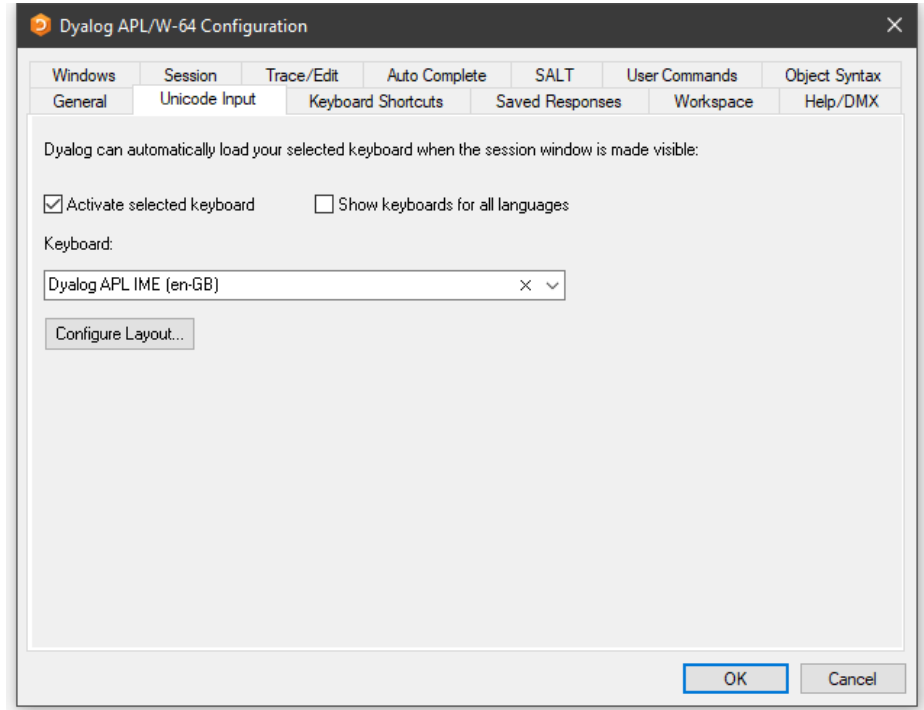 Dyalog APL/W-64 Configuration
Windows Session Trace/Edit Auto Complete SALT User Commands Object Syntax
General Unicode Input Keyboard Shortcuts Saved Responses Workspace Help/DMX
Dyalog can automatically load your selected keyboard when the session window is made visible:
Activate selected keyboard Show keyboards for all languages
Keyboard:
Dyalog APL IME (en-GB)
Configure Layout...
OK Cancel